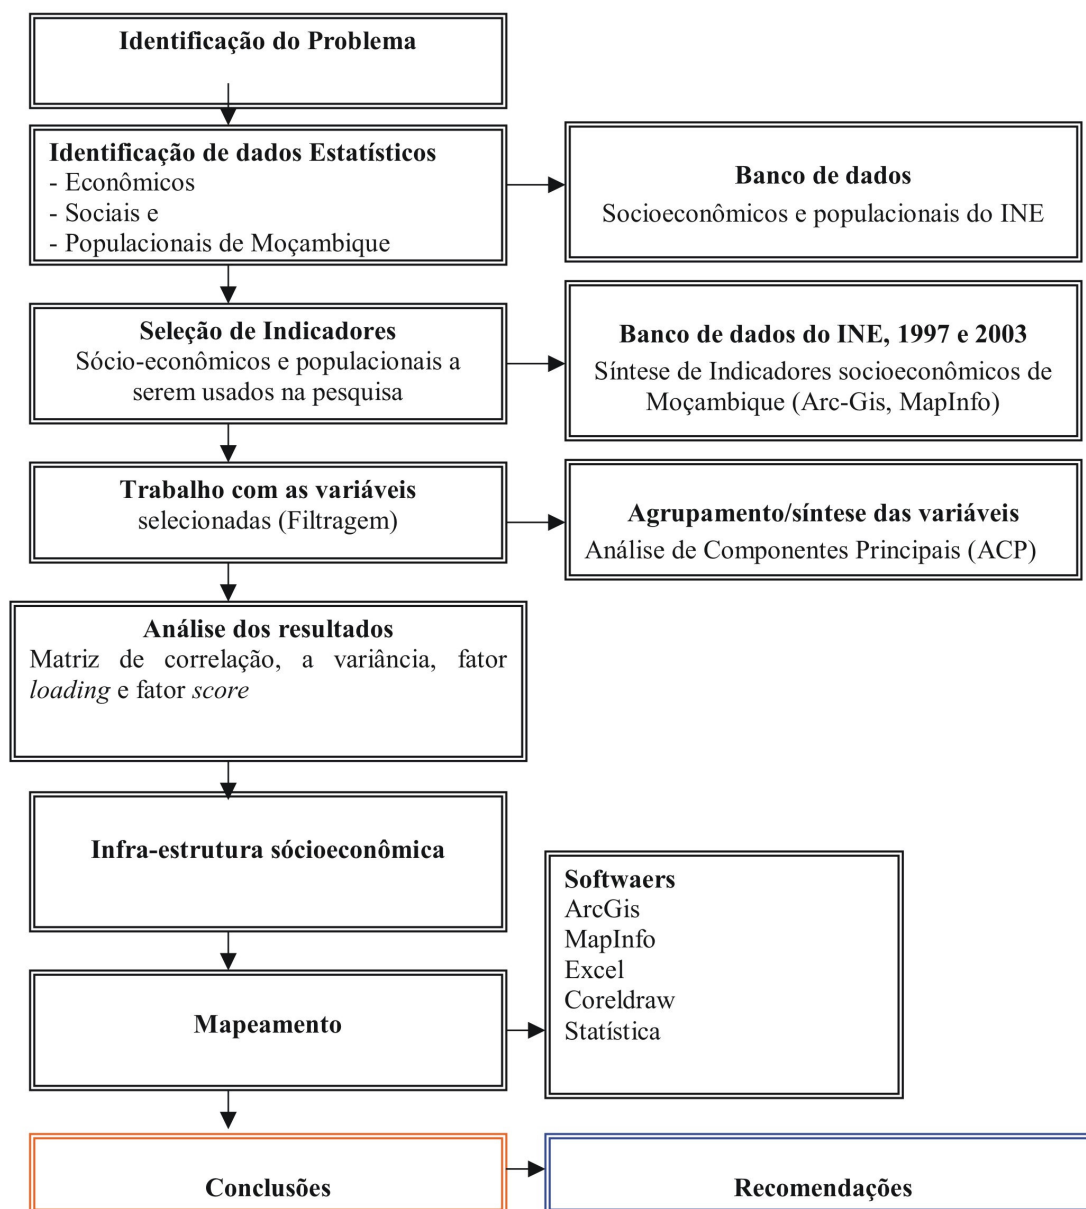 Identificação do Problema
Identificação de dados Estatísticos
- Econômicos
- Sociais e
- Populacionais de Moçambique
Banco de dados
Socioeconômicos e populacionais do INE
Seleção de Indicadores
Sócio-econômicos e populacionais a
serem usados na pesquisa
Banco de dados do INE, 1997 e 2003
Síntese de Indicadores socioeconômicos de
Moçambique (Arc-Gis, MapInfo)
Trabalho com as variáveis
selecionadas (Filtragem)
Agrupamento/síntese das variáveis
Análise de Componentes Principais (ACP)
Análise dos resultados
Matriz de correlação, a variância, fator
loading e fator score
Infra-estrutura sócioeconômica
Softwaers
ArcGis
MapInfo
Excel
Coreldraw
Statística
Mapeamento
Conclusões
Recomendações